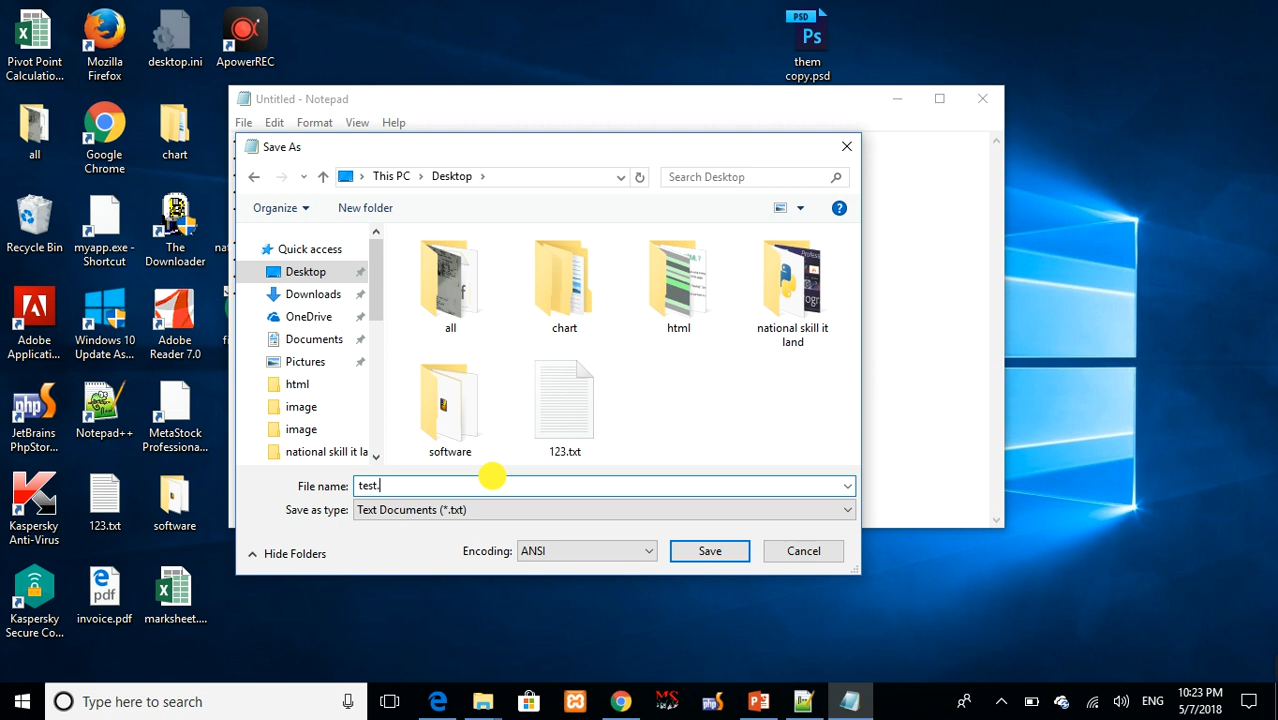 Pivot Point
Calculatio...
Mozilla
Firefox
desktop.ini
ApowerREC
PSD
Ps
them
copy.psd
all
Google
Chrome
chart
Recycle Bin
myapp.exe -
Shortcut
The
Downloader
Adobe
Applicatio...
Windows 10
Update As...
Adobe
Reader 7.0
JetBrains
PhpStor...
Notepad++
MetaStock
Professiona...
Kaspersky
Anti-Virus
123.txt
software
Kaspersky
Secure Co...
invoice.pdf
marksheet....
Untitled - Notepad
File Edit Format View Help
Save As
This PC Desktop
Search Desktop
Organize New folder
Quick access
Desktop
Downloads
OneDrive
Documents
Pictures
html
image
image
national skill it la
all
chart
html
national skill it
land
software
123.txt
File name: test.
Save as type: Text Documents (*.txt)
Hide Folders
Encoding: ANSI
Save
Cancel
Type here to search
ENG
10:23 PM
5/7/2018